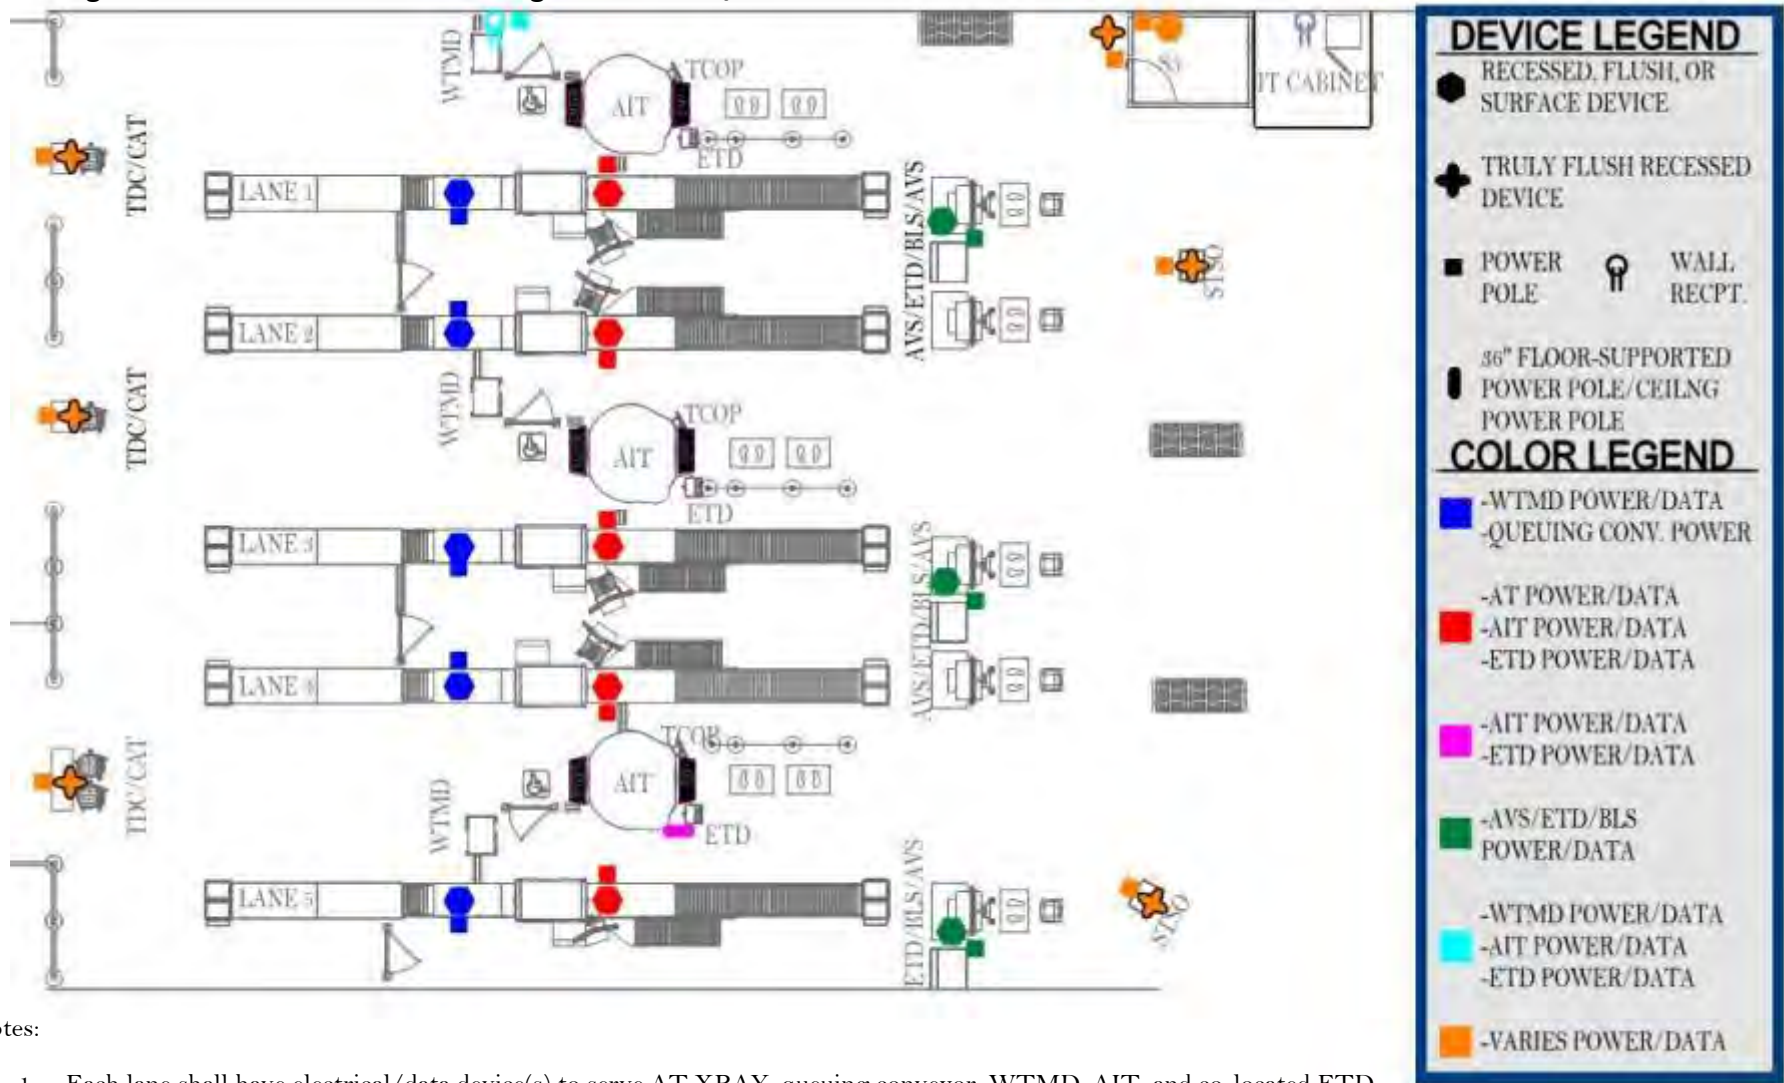 WTMD
TCOP
AIT
ETD
S3
IT CABINET
TDC/CAT
LANE 1
AVS/ETD/BLS/AVS
STSO
LANE 2
TDC/CAT
WTMD
TCOP
AIT
ETD
LANE 3
AVS/ETD/BLS/AVS
LANE 4
TDC/CAT
TCOP
AIT
WTMD
ETD
LANE 5
ETD/BLS/AVS
DEVICE LEGEND
RECESSED, FLUSH, OR
SURFACE DEVICE
TRULY FLUSH RECESSED
DEVICE
POWER
POLE
WALL
RECPT.
36" FLOOR-SUPPORTED
POWER POLE/CEILNG
POWER POLE
COLOR LEGEND
-WTMD POWER/DATA
-QUEUING CONV. POWER
-AT POWER/DATA
-AIT POWER/DATA
-ETD POWER/DATA
-AIT POWER/DATA
-ETD POWER/DATA
-AVS/ETD/BLS
POWER/DATA
-WTMD POWER/DATA
-AIT POWER/DATA
-ETD POWER/DATA
-VARIES POWER/DATA
otes:
1. Each lane shall have electrical/data device(s) to serve AT XRAY, queuing conveyor, WTMD, AIT, and co-located ETD